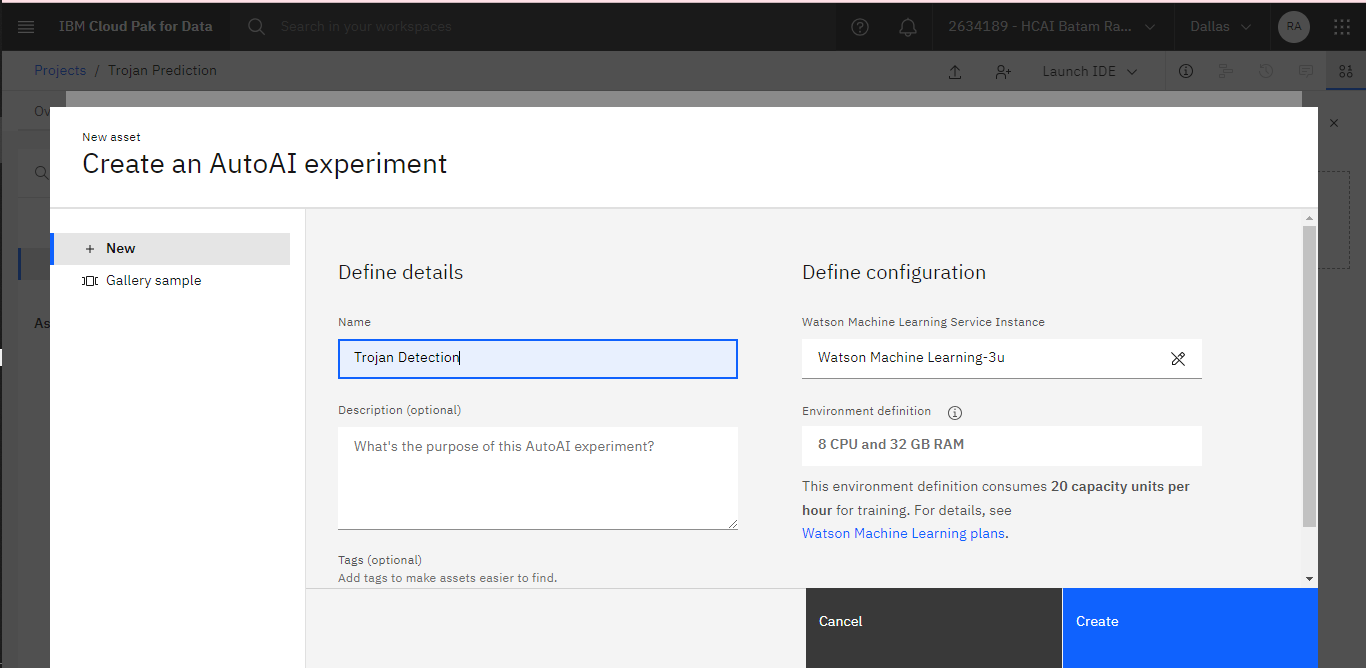 IBM Cloud Pak for Data
Search in your workspaces
2634189 - HCAI Batam Ra...
Dallas
RA
Projects / Trojan Prediction
Launch IDE
Ov
New asset
Create an AutoAI experiment
As
+ New
Gallery sample
Define details
Name
Trojan Detection
Description (optional)
What's the purpose of this AutoAI experiment?
Tags (optional)
Add tags to make assets easier to find.
Define configuration
Watson Machine Learning Service Instance
Watson Machine Learning-3u
Environment definition
8 CPU and 32 GB RAM
This environment definition consumes 20 capacity units per
hour for training. For details, see
Watson Machine Learning plans.
Cancel
Create